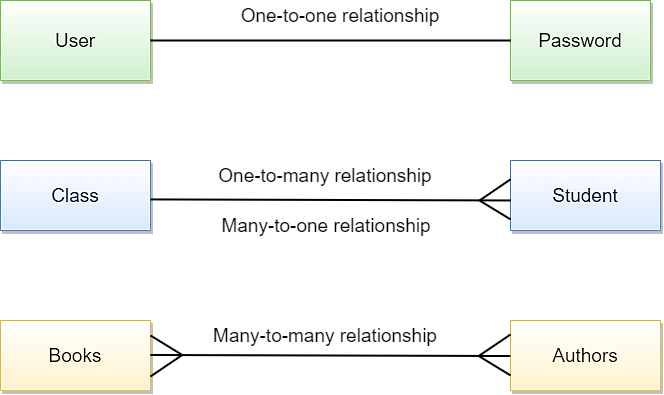 One-to-one relationship
User
Password
One-to-many relationship
Class
Student
Many-to-one relationship
Many-to-many relationship
Books
Authors